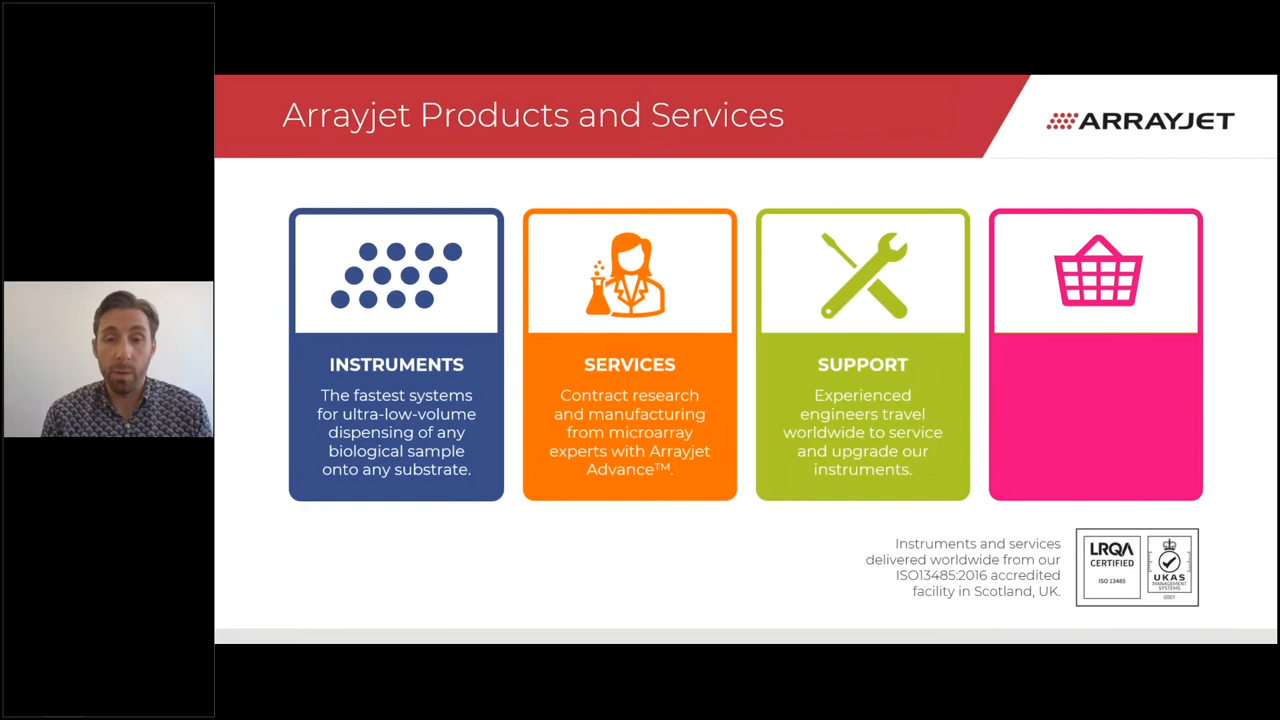 Arrayjet Products and Services
ARRAYJET
INSTRUMENTS
The fastest systems
for ultra-low-volume
dispensing of any
biological sample
onto any substrate.
SERVICES
Contract research
and manufacturing
from microarray
experts with Arrayjet
Advance™.
SUPPORT
Experienced
engineers travel
worldwide to service
and upgrade our
instruments.
Instruments and services
delivered worldwide from our
ISO13485:2016 accredited
facility in Scotland, UK.
LRQA
CERTIFIED
ISO 13485
UKAS
MANAGEMENT
SYSTEMS
0001